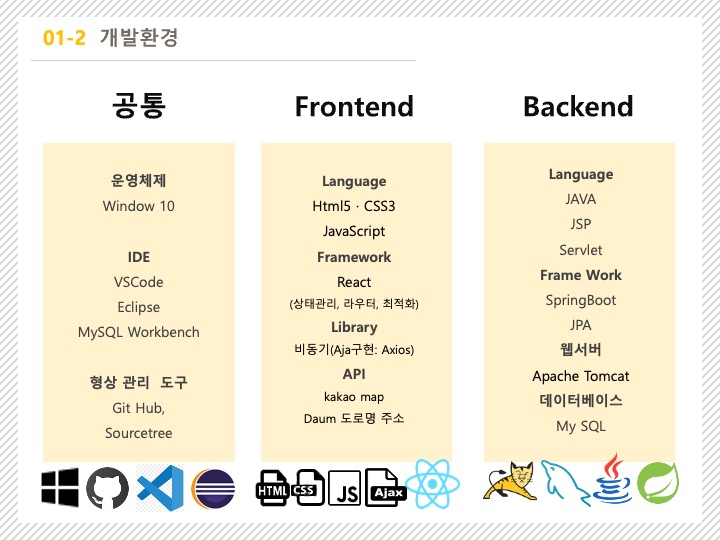 01-2 개발환경
공통
운영체제
Window 10
IDE
VSCode
Eclipse
MySQL Workbench
형상 관리 도구
Git Hub,
Sourcetree
Frontend
Language
Html5 · CSS3
JavaScript
Framework
React
(상태관리, 라우터, 최적화)
Library
비동기(Aja구현: Axios)
API
kakao map
Daum 도로명 주소
Backend
Language
JAVA
JSP
Servlet
Frame Work
SpringBoot
JPA
웹서버
Apache Tomcat
데이터베이스
My SQL
HTML
CSS
JS
Ajax
Java